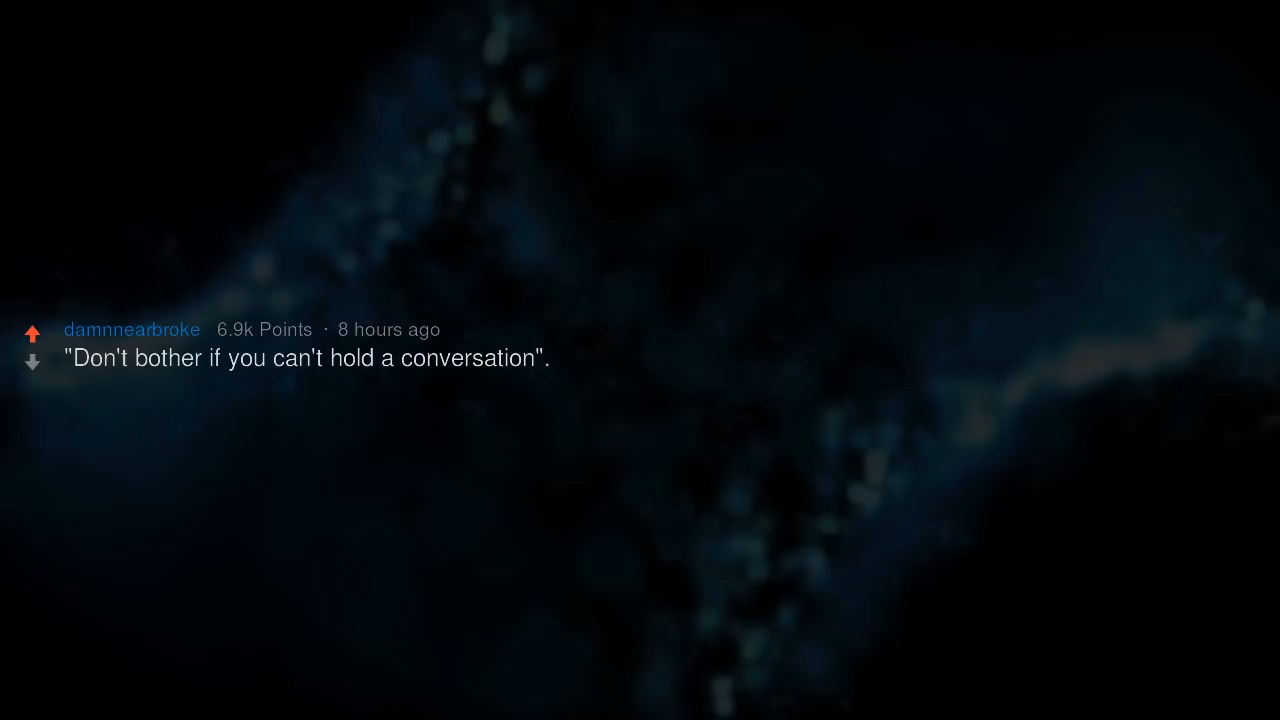 damnnearbroke 6.9k Points · 8 hours ago
"Don't bother if you can't hold a conversation".